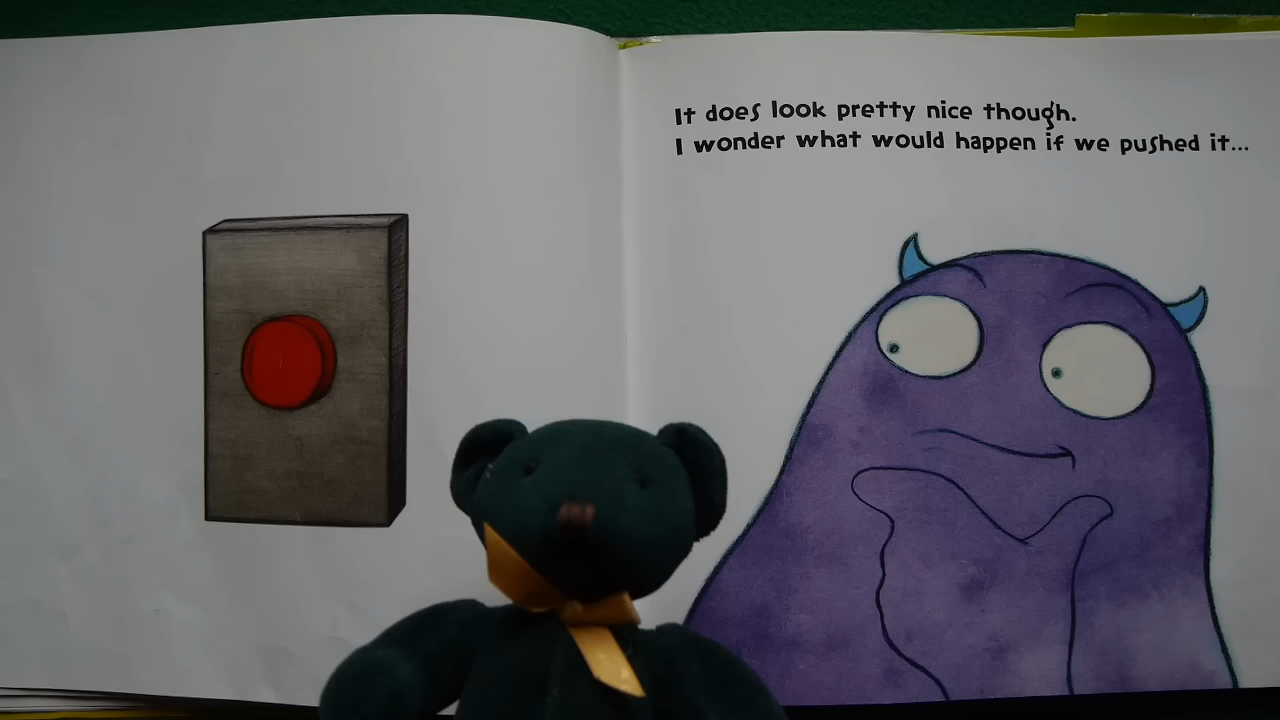 It does look pretty nice though.
I wonder what would happen if we pushed it...